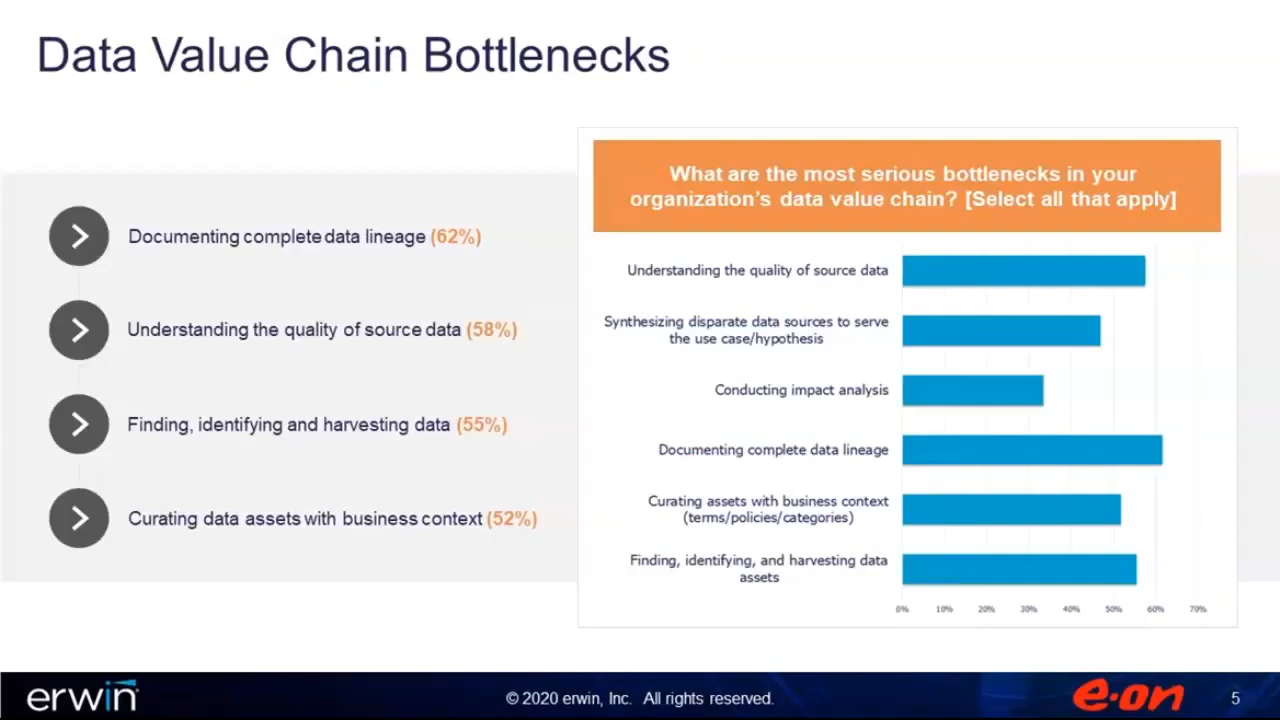 Data Value Chain Bottlenecks
Documenting complete data lineage (62%)
Understanding the quality of source data (58%)
Finding, identifying and harvesting data (55%)
Curating data assets with business context (52%)
What are the most serious bottlenecks in your
organization's data value chain? [Select all that apply]
Understanding the quality of source data
Synthesizing disparate data sources to serve
the use case/hypothesis
Conducting impact analysis
Documenting complete data lineage
Curating assets with business context
(terms/policies/categories)
Finding, identifying, and harvesting data
assets
0% 10% 20% 30% 40% 50% 60% 70%
erwin
© 2020 erwin, Inc. All rights reserved.
e·on
5